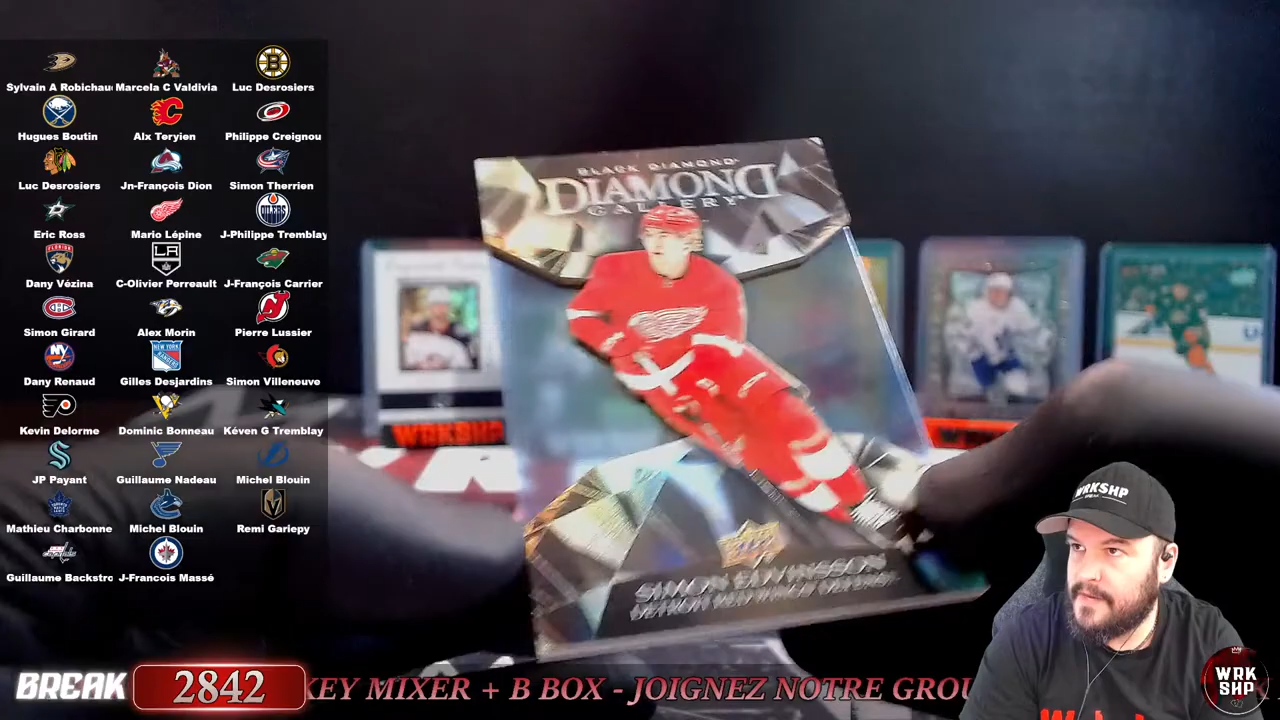 Sylvain A Robichau
Marcela C Valdivia
Luc Desrosiers
Hugues Boutin
Alx Teryien
Philippe Creignou
Luc Desrosiers
Jn-François Dion
Simon Therrien
Eric Ross
Mario Lépine
J-Philippe Tremblay
Dany Vézina
C-Olivier Perreault
J-François Carrier
Simon Girard
Alex Morin
Pierre Lussier
Dany Renaud
Gilles Desjardins
Simon Villeneuve
Kevin Delorme
Dominic Bonneau
Kéven G Tremblay
JP Payant
Guillaume Nadeau
Michel Blouin
Mathieu Charbonne
Michel Blouin
Remi Gariepy
Guillaume Backstro
J-Francois Massé
BLACK DIAMOND
DIAMOND
GALLERY
SIMON EDVINSSON
DETROIT RED WINGS
WRKSHP
WRKSHP
WRK
SHP
BREAK 2842
KEY MIXER + B BOX - JOIGNEZ NOTRE GROU